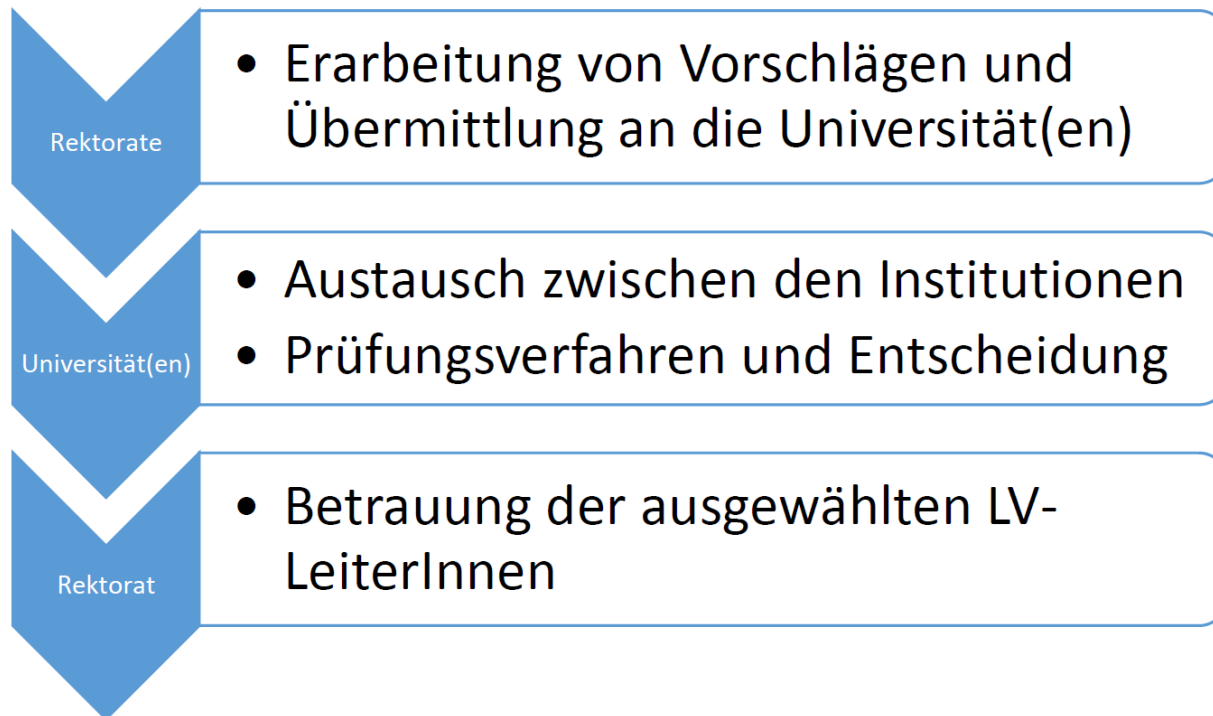 Rektorate
• Erarbeitung von Vorschlägen und
Übermittlung an die Universität(en)
Universität(en)
• Austausch zwischen den Institutionen
• Prüfungsverfahren und Entscheidung
Rektorat
• Betrauung der ausgewählten LV-
LeiterInnen